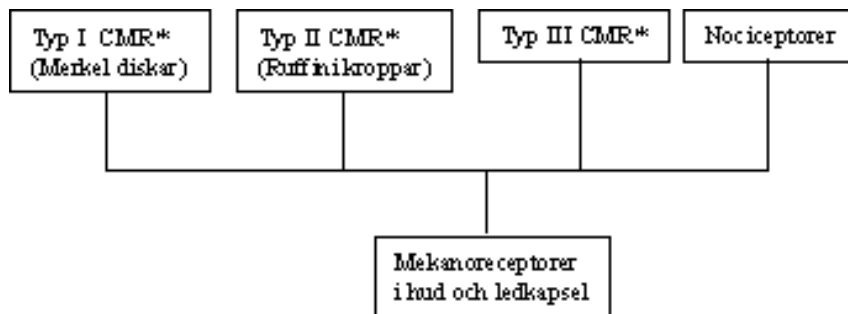 Typ I CMR*
(Merkel diskar)
Typ II CMR*
(Ruffinikroppar)
Typ III CMR*
Nociceptorer
Mekanoreceptorer
i hud och ledkapsel